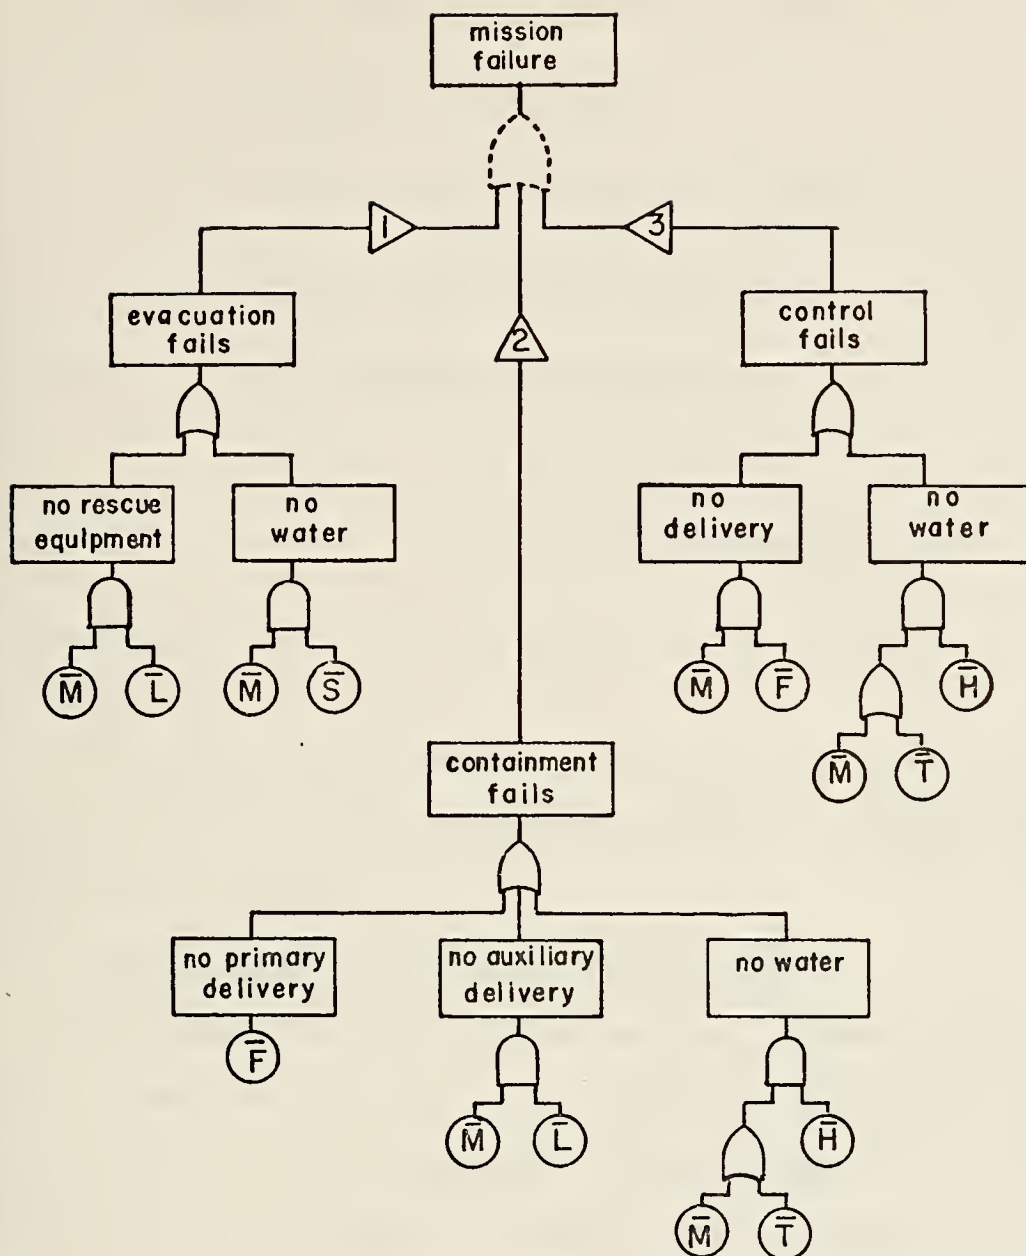 mission
failure
1
3
evacuation
fails
2
control
fails
no rescue
equipment
no
water
no
delivery
no
water
M̄ L̄ M̄ S̄
M̄ F̄ H̄
M̄ T̄
containment
fails
no primary
delivery
no auxiliary
delivery
no water
F̄
M̄ L̄ H̄
M̄ T̄